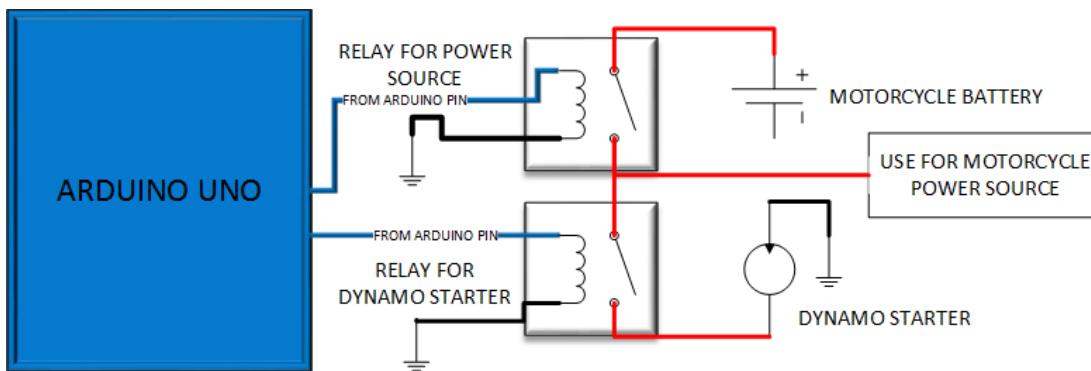 RELAY FOR POWER
SOURCE
FROM ARDUINO PIN
+
MOTORCYCLE BATTERY
ARDUINO UNO
USE FOR MOTORCYCLE
POWER SOURCE
FROM ARDUINO PIN
RELAY FOR
DYNAMO STARTER
DYNAMO STARTER